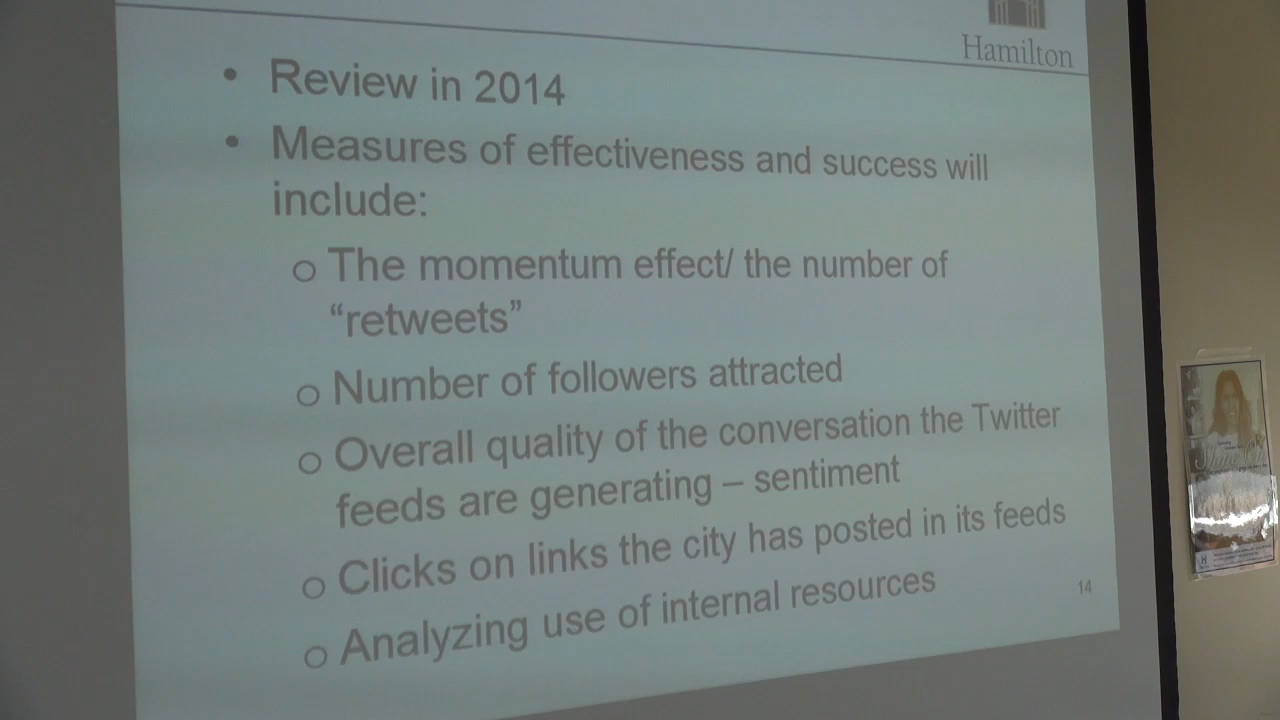 Hamilton
• Review in 2014
• Measures of effectiveness and success will
include:
o The momentum effect/ the number of
“retweets”
o Number of followers attracted
o Overall quality of the conversation the Twitter
feeds are generating – sentiment
o Clicks on links the city has posted in its feeds
o Analyzing use of internal resources
14